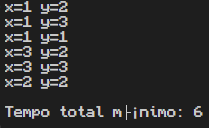 x=1 y=2
x=1 y=3
x=1 y=1
x=3 y=2
x=3 y=3
x=2 y=2
Tempo total m├¡nimo: 6